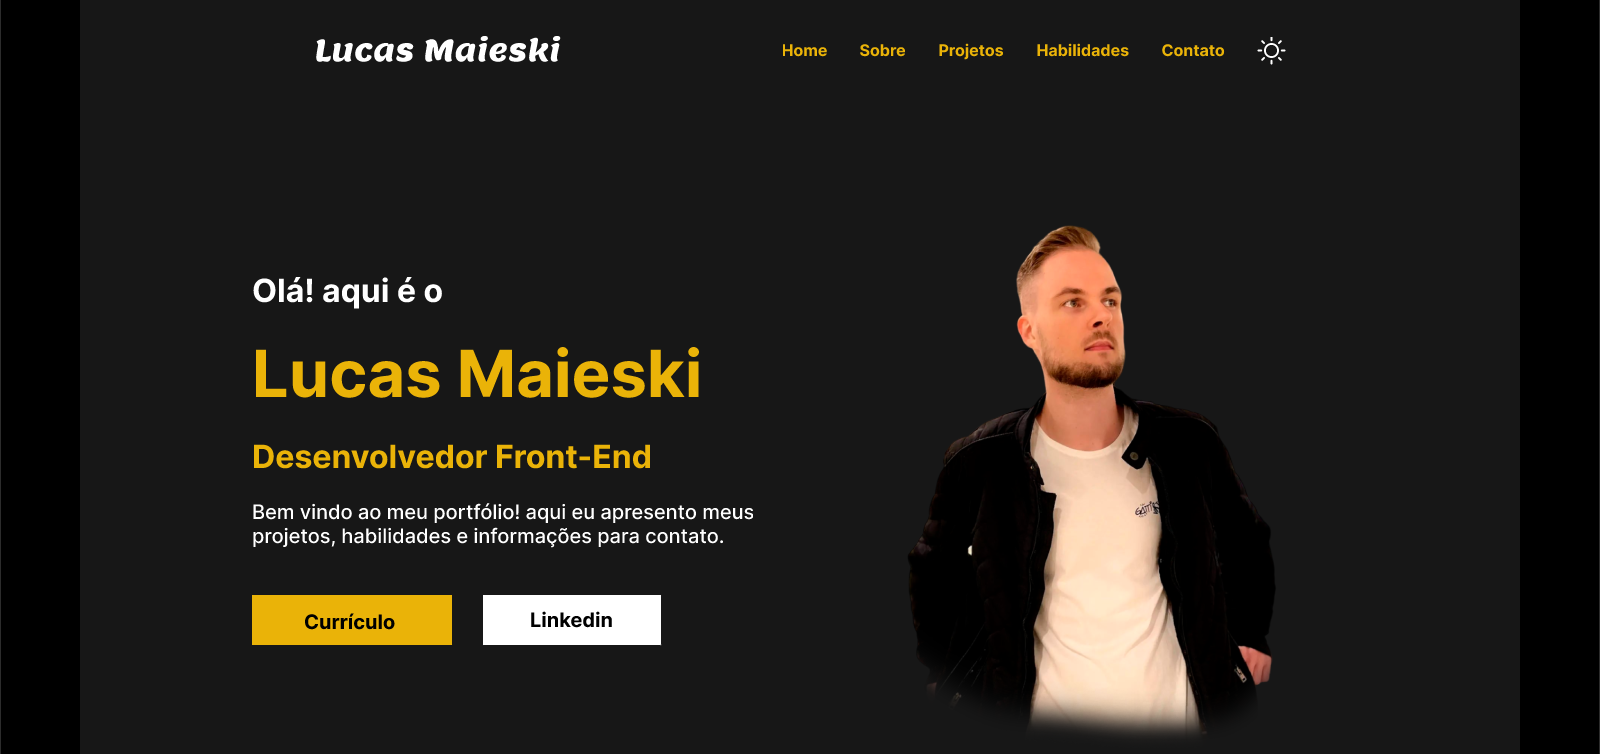 Lucas Maieski
Home Sobre Projetos Habilidades Contato
Olá! aqui é o
Lucas Maieski
Desenvolvedor Front-End
Bem vindo ao meu portfólio! aqui eu apresento meus
projetos, habilidades e informações para contato.
Currículo Linkedin